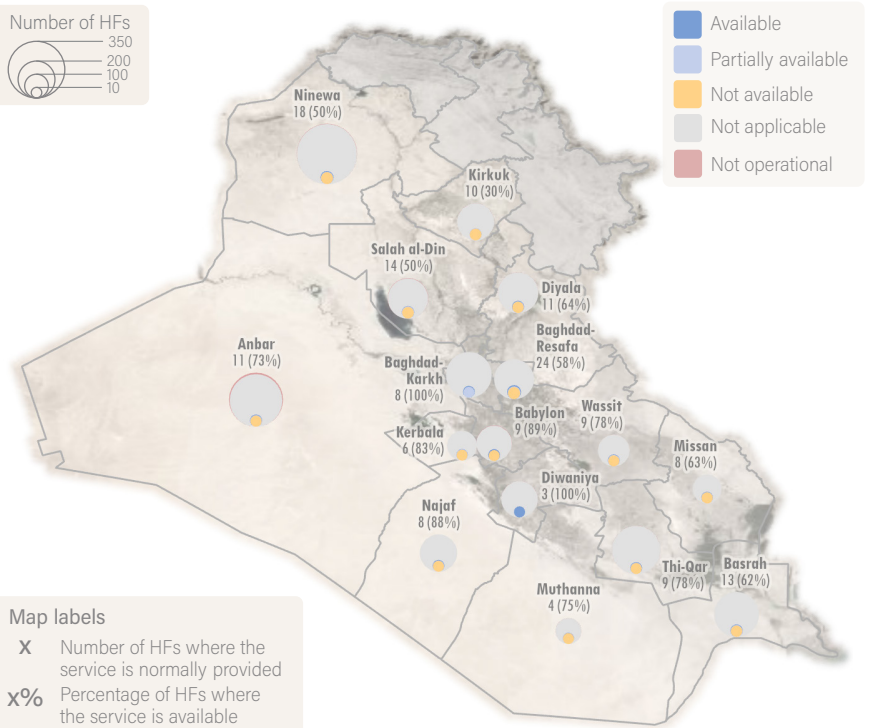 Number of HFs
350
200
100
10
Available
Partially available
Not available
Not applicable
Not operational
Ninewa
18 (50%)
Kirkuk
10 (30%)
Salah al-Din
14 (50%)
Diyala
11 (64%)
Baghdad-
Resafa
24 (58%)
Anbar
11 (73%)
Baghdad-
Karkh
8 (100%)
Babylon
9 (89%)
Wassit
9 (78%)
Kerbala
6 (83%)
Missan
8 (63%)
Diwaniya
3 (100%)
Najaf
8 (88%)
Thi-Qar
9 (78%)
Basrah
13 (62%)
Muthanna
4 (75%)
Map labels
X Number of HFs where the
service is normally provided
x% Percentage of HFs where
the service is available